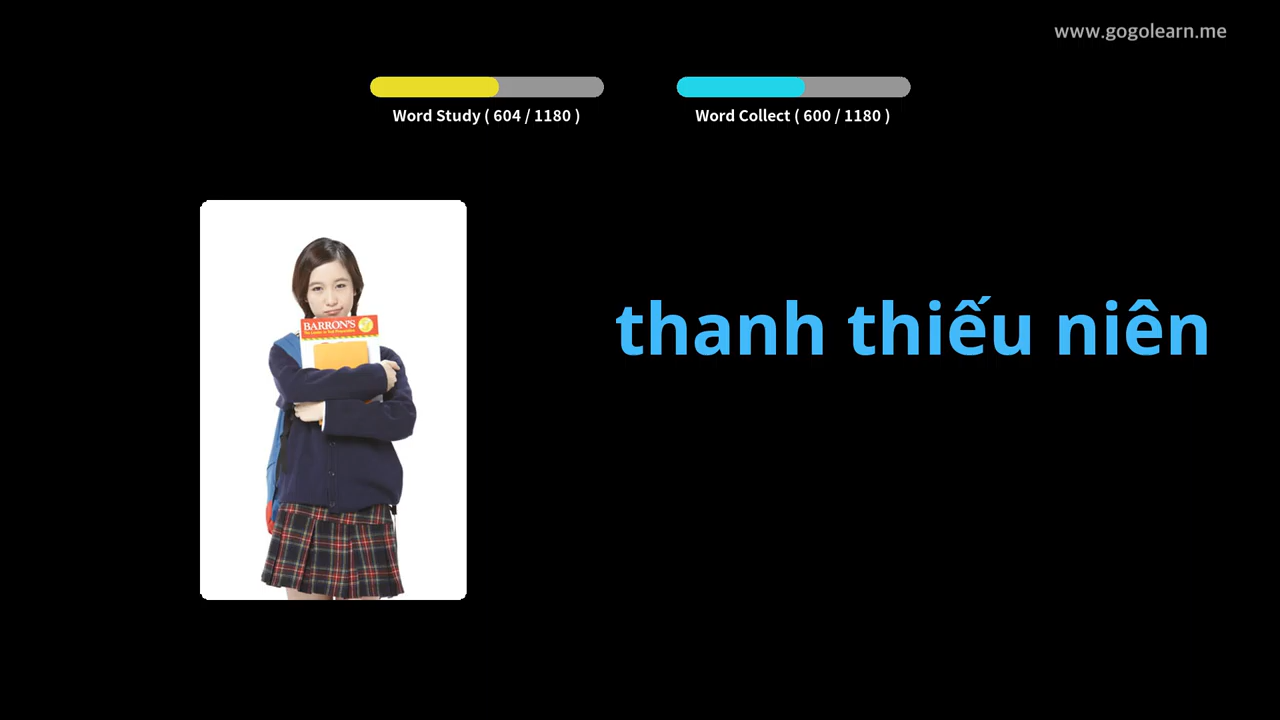 www.gogolearn.me
Word Study ( 604 / 1180 )
Word Collect ( 600 / 1180 )
BARRON'S
thanh thiếu niên